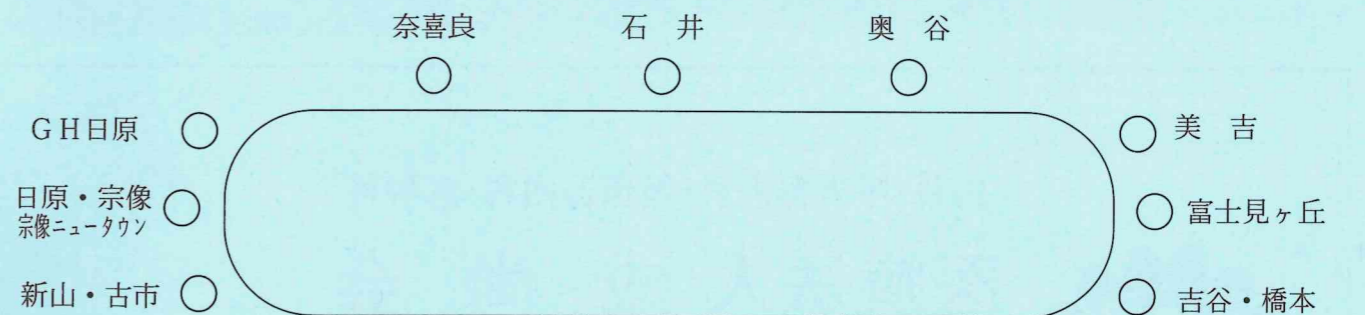 奈喜良
石 井
奥 谷
GH日原
美 吉
日原・宗像
宗像ニュータウン
富士見ヶ丘
新山・古市
吉谷・橋本